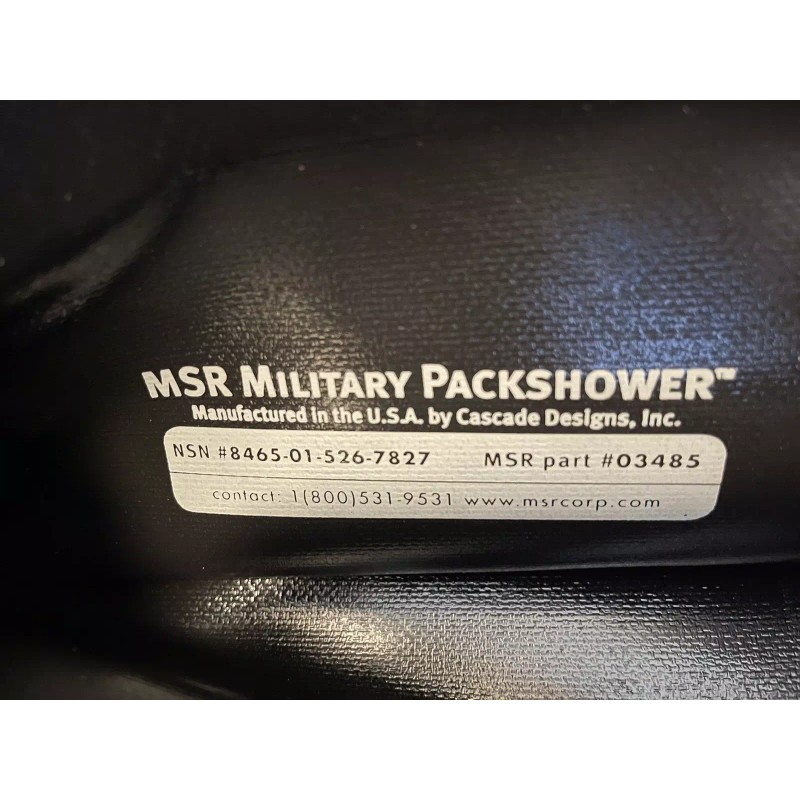 MSR MILITARY PACKSHOWER™
Manufactured in the U.S.A. by Cascade Designs, Inc.
NSN #8465-01-526-7827 MSR part #03485
contact: 1(800)531-9531 www.msrcorp.com